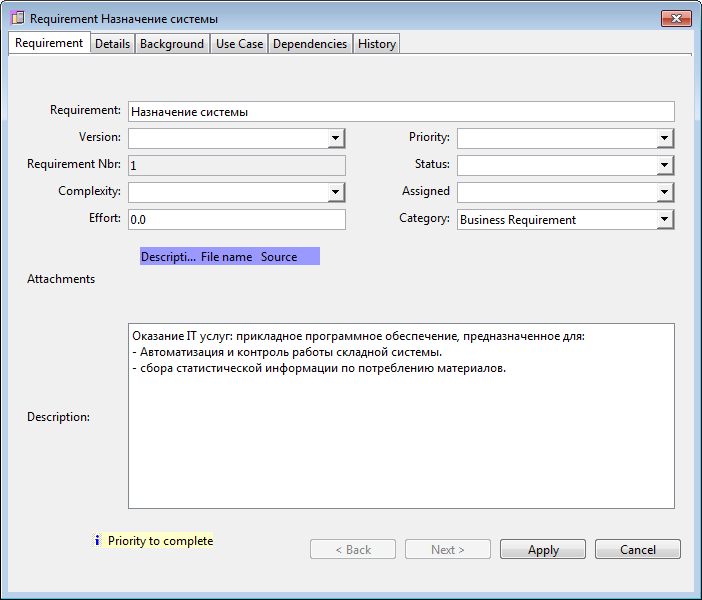 Requirement Назначение системы
Requirement Details Background Use Case Dependencies History
Requirement: Назначение системы
Version: Priority:
Requirement Nbr: 1 Status:
Complexity: Assigned
Effort: 0.0 Category: Business Requirement
Descripti... File name Source
Attachments
Оказание IT услуг: прикладное программное обеспечение, предназначенное для:
- Автоматизация и контроль работы складной системы.
- сбора статистической информации по потреблению материалов.
Description:
i Priority to complete
< Back Next > Apply Cancel